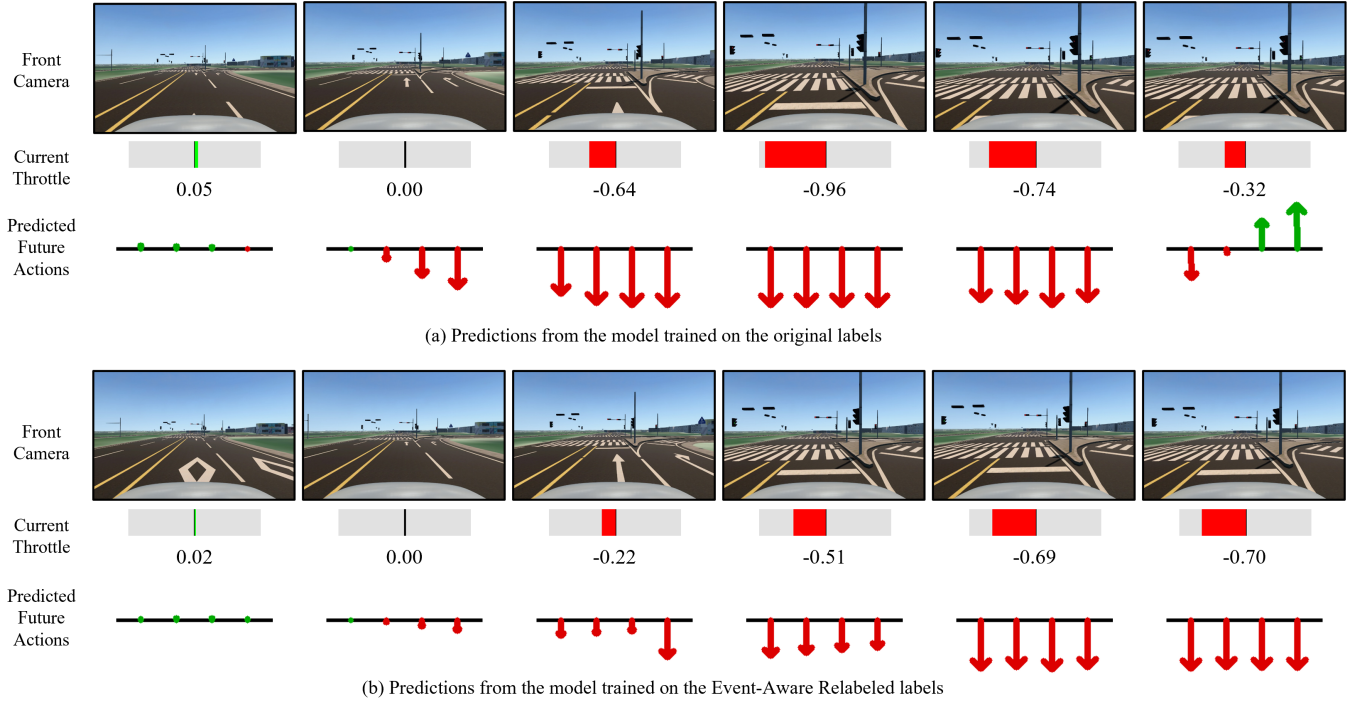 Front
Camera
Current
Throttle
0.05
0.00
-0.64
-0.96
-0.74
-0.32
Predicted
Future
Actions
(a) Predictions from the model trained on the original labels
Front
Camera
Current
Throttle
0.02
0.00
-0.22
-0.51
-0.69
-0.70
Predicted
Future
Actions
(b) Predictions from the model trained on the Event-Aware Relabeled labels